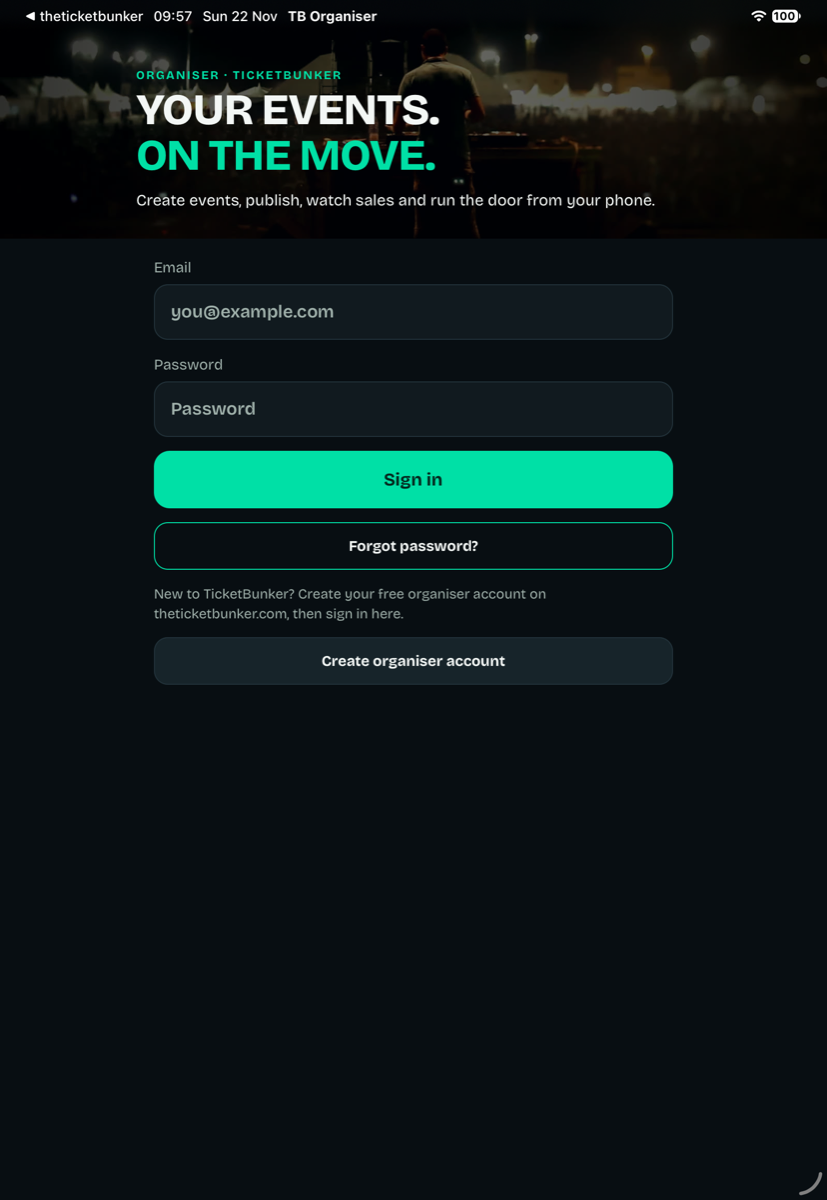 ◀ theticketbunker 09:57 Sun 22 Nov TB Organiser 100
ORGANISER · TICKETBUNKER
YOUR EVENTS.
ON THE MOVE.
Create events, publish, watch sales and run the door from your phone.
Email
you@example.com
Password
Password
Sign in
Forgot password?
New to TicketBunker? Create your free organiser account on
theticketbunker.com, then sign in here.
Create organiser account